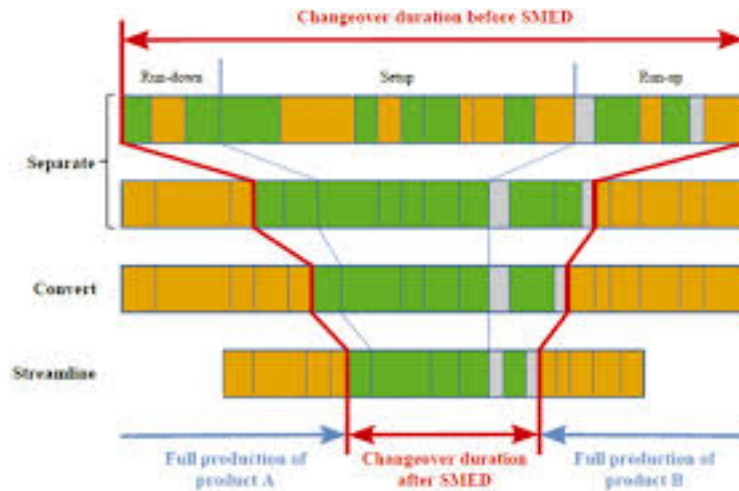 Changeover duration before SMED
Run-down
Setup
Run-up
Separate
Convert
Streamline
Full production of
product A
Changeover duration
after SMED
Full production of
product B